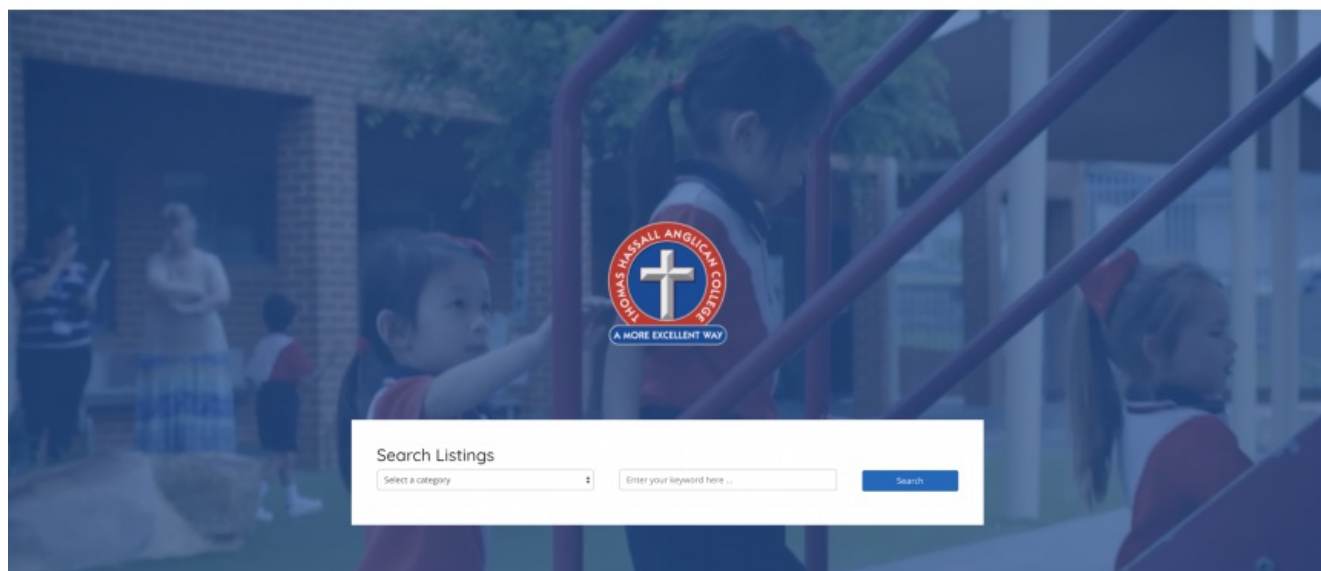 THOMAS HASSALL ANGLICAN COLLEGE
A MORE EXCELLENT WAY
Search Listings
Select a category
Enter your keyword here ...
Search